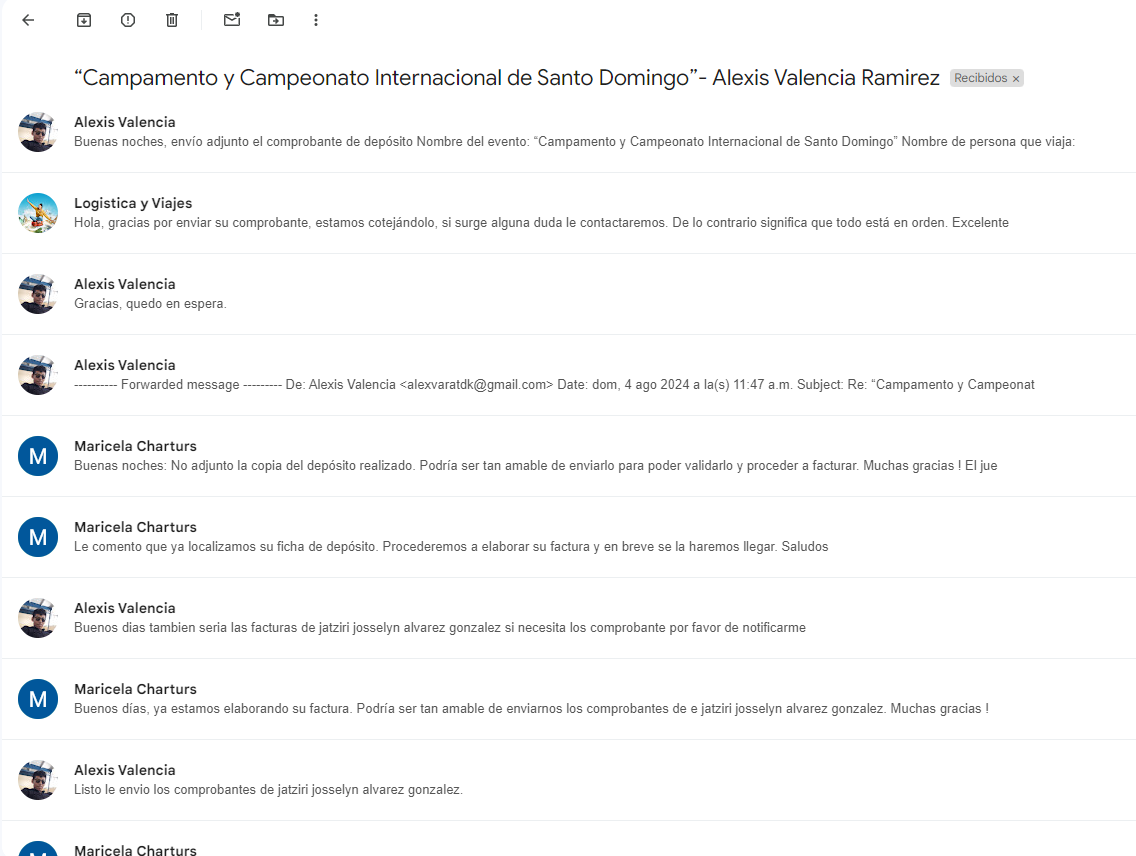 “Campamento y Campeonato Internacional de Santo Domingo”- Alexis Valencia Ramirez Recibidos ×
Alexis Valencia
Buenas noches, envío adjunto el comprobante de depósito Nombre del evento: “Campamento y Campeonato Internacional de Santo Domingo” Nombre de persona que viaja:
Logistica y Viajes
Hola, gracias por enviar su comprobante, estamos cotejándolo, si surge alguna duda le contactaremos. De lo contrario significa que todo está en orden. Excelente
Alexis Valencia
Gracias, quedo en espera.
Alexis Valencia
---------- Forwarded message --------- De: Alexis Valencia <alexvaratdk@gmail.com> Date: dom, 4 ago 2024 a la(s) 11:47 a.m. Subject: Re: “Campamento y Campeonat
M
Maricela Charturs
Buenas noches: No adjunto la copia del depósito realizado. Podría ser tan amable de enviarlo para poder validarlo y proceder a facturar. Muchas gracias ! El jue
M
Maricela Charturs
Le comento que ya localizamos su ficha de depósito. Procederemos a elaborar su factura y en breve se la haremos llegar. Saludos
Alexis Valencia
Buenos dias tambien seria las facturas de jatziri josselyn alvarez gonzalez si necesita los comprobante por favor de notificarme
M
Maricela Charturs
Buenos días, ya estamos elaborando su factura. Podría ser tan amable de enviarnos los comprobantes de e jatziri josselyn alvarez gonzalez. Muchas gracias !
Alexis Valencia
Listo le envio los comprobantes de jatziri josselyn alvarez gonzalez.
M
Maricela Charturs